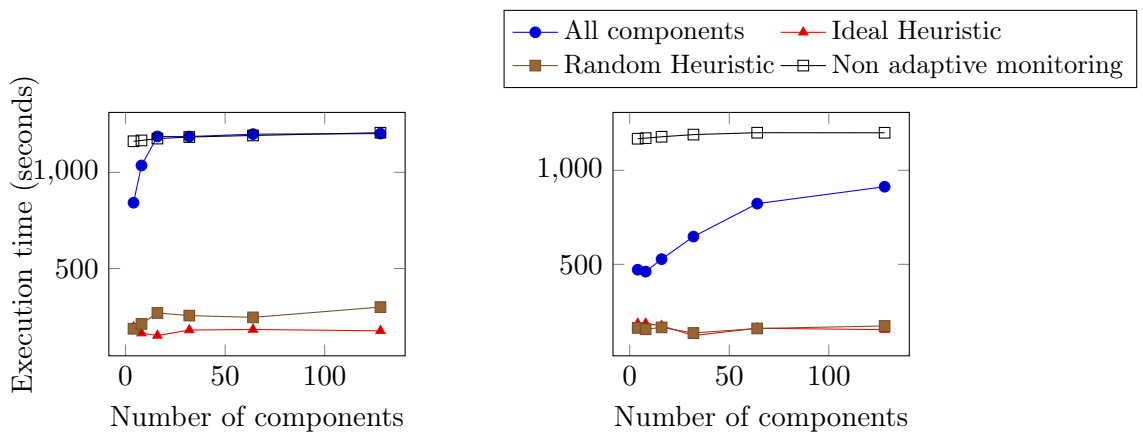 All components
Ideal Heuristic
Random Heuristic
Non adaptive monitoring
Execution time (seconds)
1,000
500
0
50
100
Number of components
1,000
500
0
50
100
Number of components